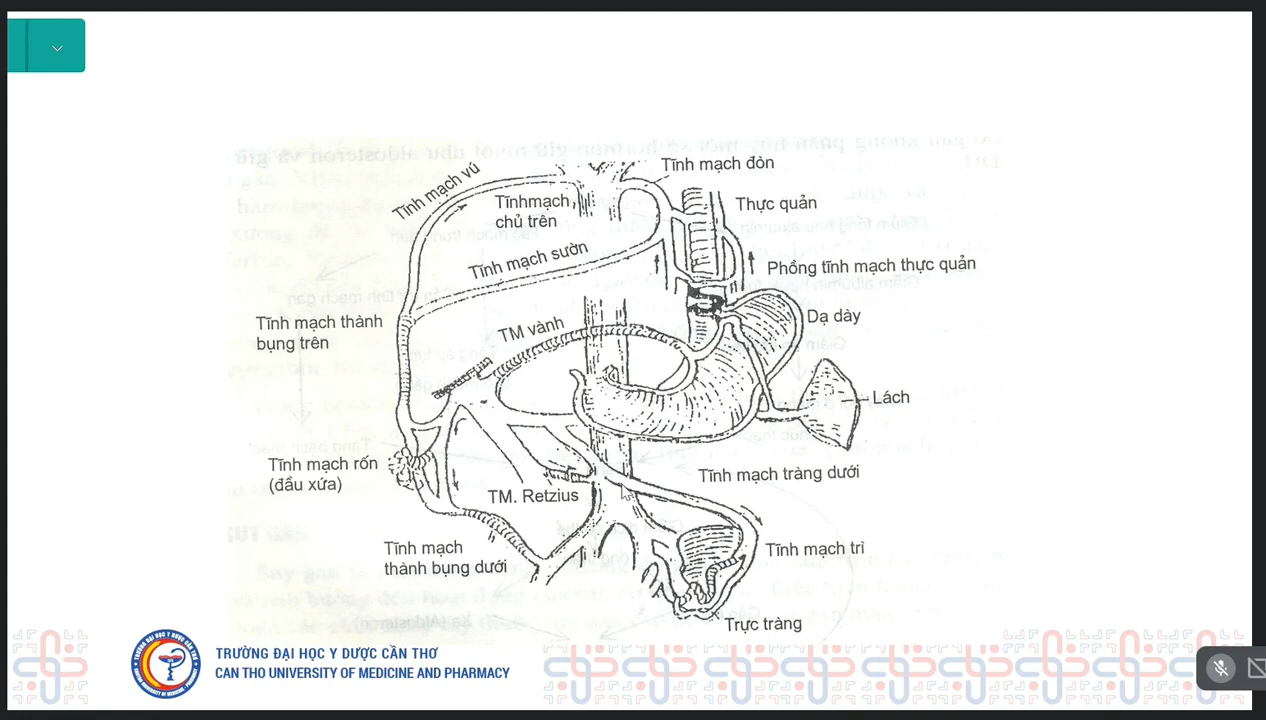 Tĩnh mạch đòn
Tĩnh mạch vú
Tĩnhmạch
chủ trên
Thực quản
Tĩnh mạch sườn
Phồng tĩnh mạch thực quản
Tĩnh mạch thành
bụng trên
TM vành
Dạ dày
Lách
Tĩnh mạch rốn
(đầu xứa)
TM. Retzius
Tĩnh mạch tràng dưới
Tĩnh mạch
thành bụng dưới
Tĩnh mạch trì
Trực tràng
TRƯỜNG ĐẠI HỌC Y DƯỢC CẦN THƠ
CAN THO UNIVERSITY OF MEDICINE AND PHARMACY